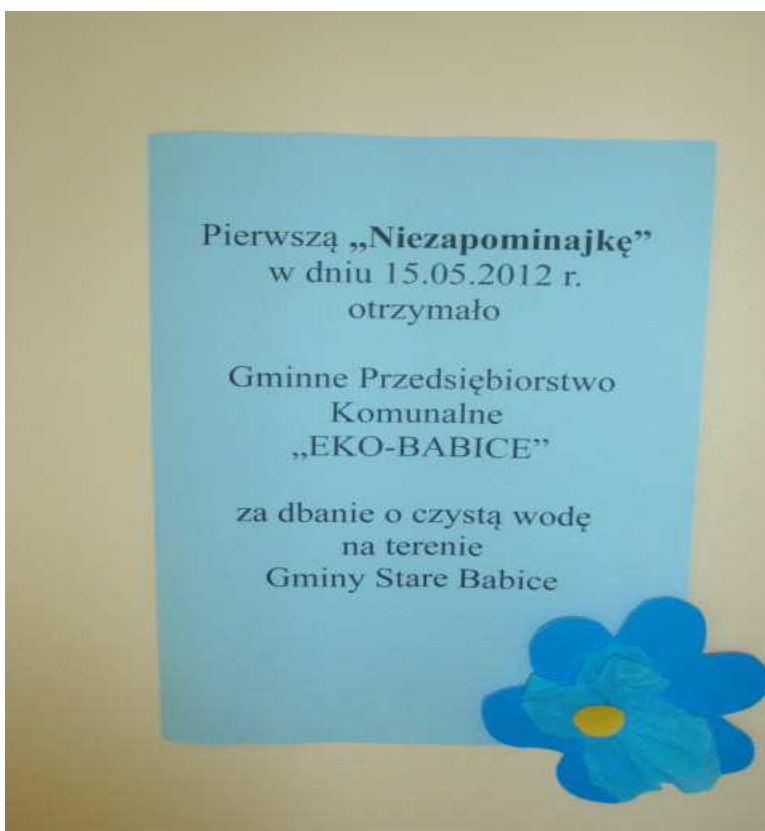 Pierwszą „Niezapominajkę”
w dniu 15.05.2012 r.
otrzymało
Gminne Przedsiębiorstwo
Komunalne
„EKO-BABICE”
za dbanie o czystą wodę
na terenie
Gminy Stare Babice